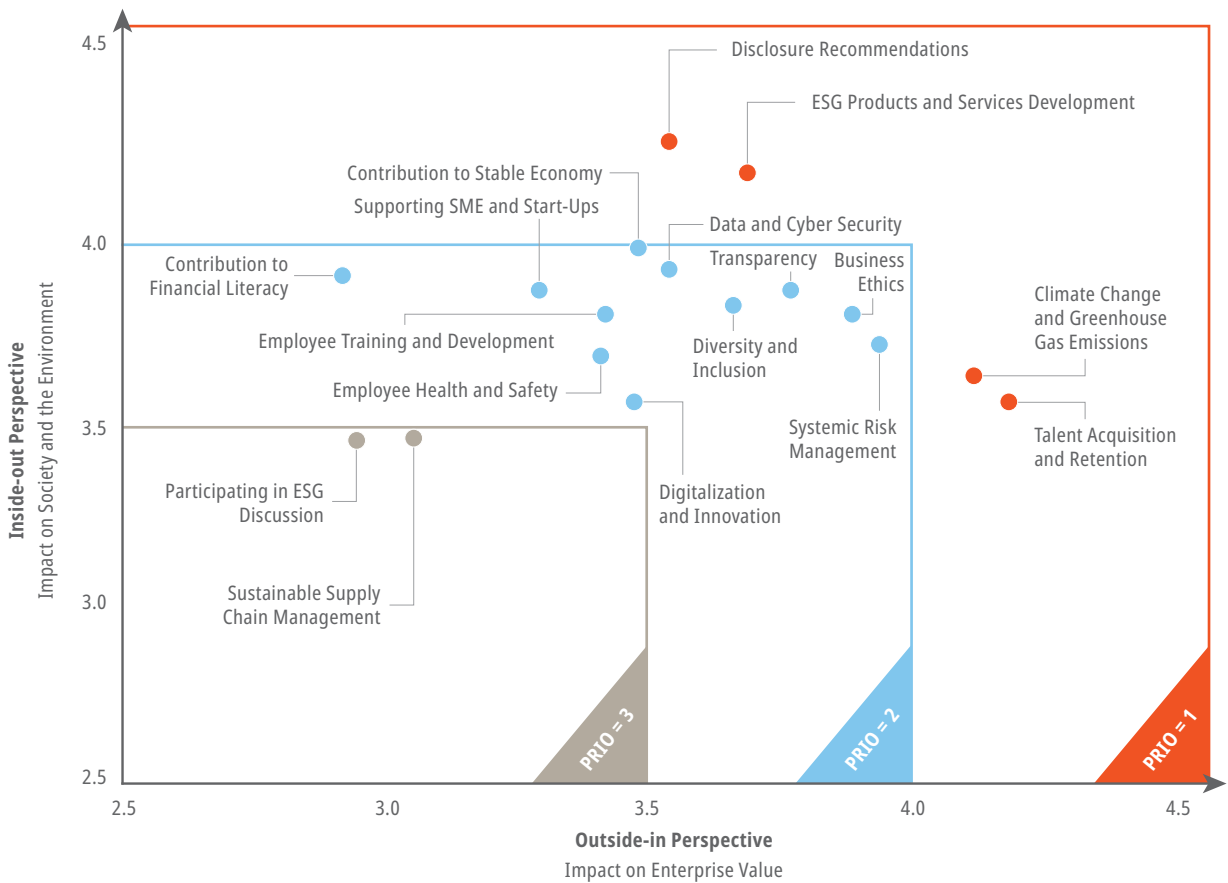 4.5
Disclosure Recommendations
ESG Products and Services Development
Contribution to Stable Economy
Supporting SME and Start-Ups
Data and Cyber Security
4.0
Transparency
Business
Ethics
Contribution to
Financial Literacy
Climate Change
and Greenhouse
Gas Emissions
Employee Training and Development
Diversity and
Inclusion
Employee Health and Safety
Systemic Risk
Management
Talent Acquisition
and Retention
3.5
Participating in ESG
Discussion
Digitalization
and Innovation
Sustainable Supply
Chain Management
3.0
Inside-out Perspective
Impact on Society and the Environment
PRIO = 3
PRIO = 2
PRIO = 1
2.5
2.5
3.0
3.5
4.0
4.5
Outside-in Perspective
Impact on Enterprise Value